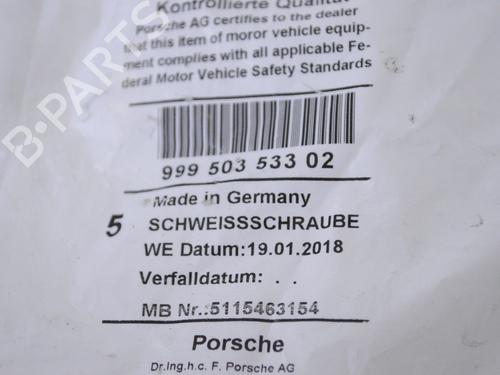 Kontrollierte Qualität
Porsche AG certifies to the dealer
that this item of moror vehicle equip-
ment complies with all applicable Fe-
deral Motor Vehicle Safety Standards
999 503 533 02
Made in Germany
5 SCHWEISSSCHRAUBE
WE Datum:19.01.2018
Verfalldatum: . .
MB Nr.:5115463154
Porsche
Dr.Ing.h.c. F. Porsche AG
B-PARTS